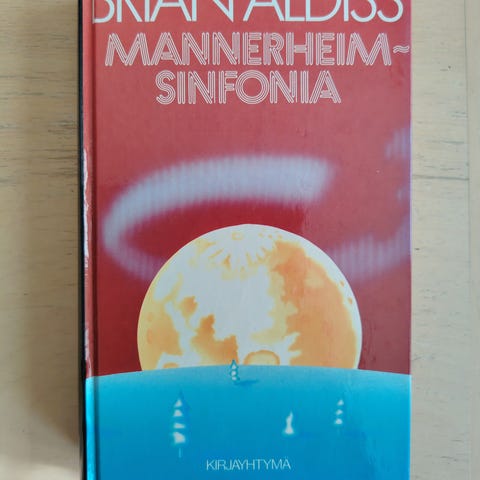 BRIAN ALDISS
MANNERHEIM~
SINFONIA
KIRJAYHTYMÄ